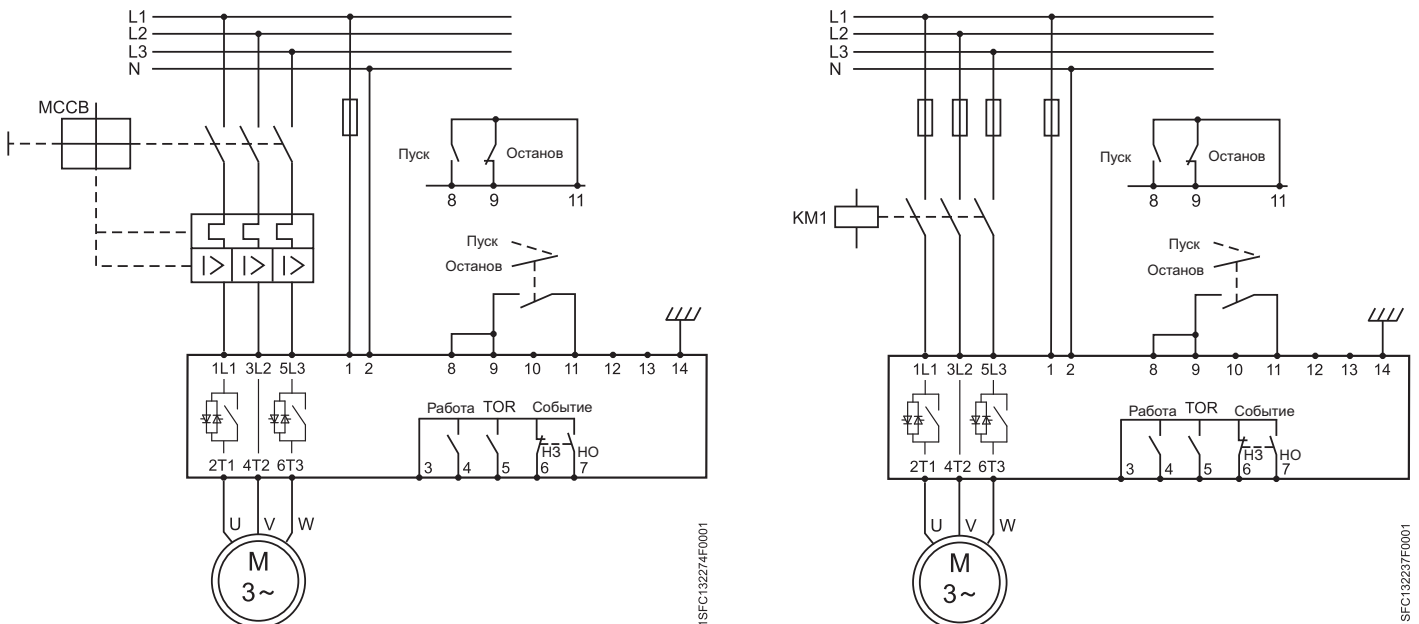 L1
L2
L3
N
MCCB
Пуск
Останов
8 9 11
Пуск
Останов
1L1 3L2 5L3 1 2 8 9 10 11 12 13 14
Работа TOR Событие
НЗ НО
2T1 4T2 6T3 3 4 5 6 7
U V W
M
3~
1SFC132274F0001
L1
L2
L3
N
KM1
Пуск
Останов
8 9 11
Пуск
Останов
1L1 3L2 5L3 1 2 8 9 10 11 12 13 14
Работа TOR Событие
НЗ НО
2T1 4T2 6T3 3 4 5 6 7
U V W
M
3~
SFC132237F0001